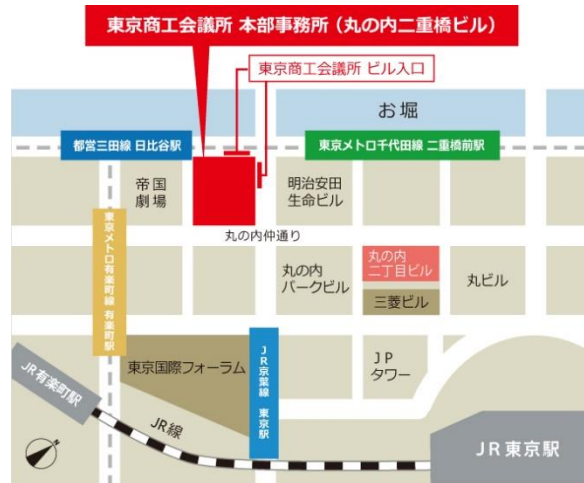 東京商工会議所 本部事務所（丸の内二重橋ビル）
東京商工会議所 ビル入口
お堀
都営三田線 日比谷駅
東京メトロ千代田線 二重橋前駅
帝国
劇場
明治安田
生命ビル
東京メトロ有楽町線 有楽町駅
丸の内仲通り
丸の内
パークビル
丸の内
二丁目ビル
三菱ビル
丸ビル
JR京葉線 東京駅
東京国際フォーラム
JP
タワー
JR有楽町駅
JR線
JR東京駅
N